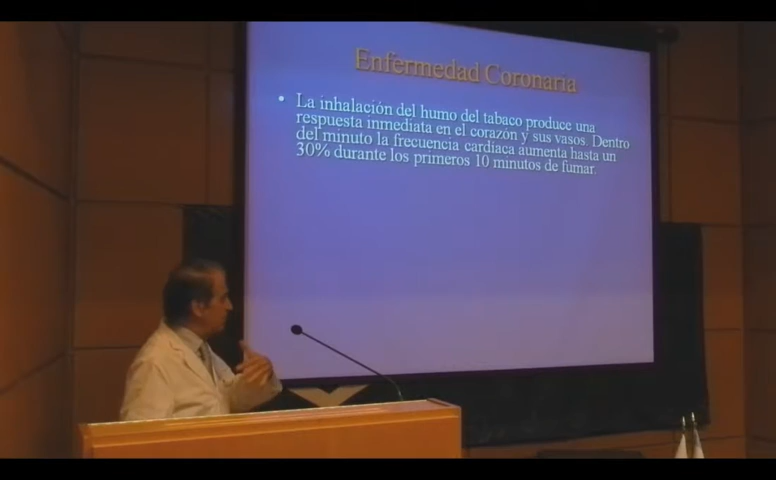 Enfermedad Coronaria
• La inhalación del humo del tabaco produce una
respuesta inmediata en el corazón y sus vasos. Dentro
del minuto la frecuencia cardíaca aumenta hasta un
30% durante los primeros 10 minutos de fumar.